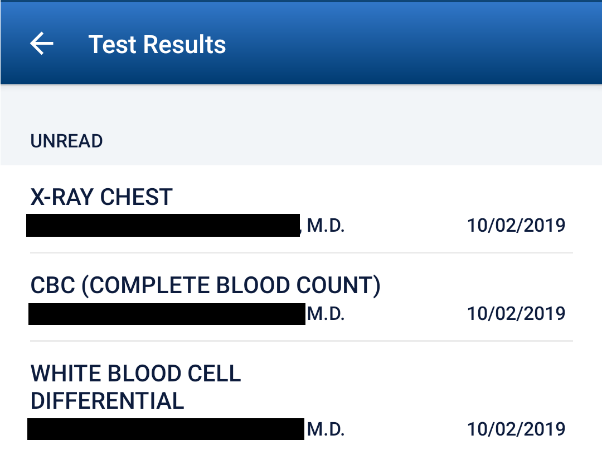 Test Results
UNREAD
X-RAY CHEST
, M.D. 10/02/2019
CBC (COMPLETE BLOOD COUNT)
M.D. 10/02/2019
WHITE BLOOD CELL
DIFFERENTIAL
M.D. 10/02/2019